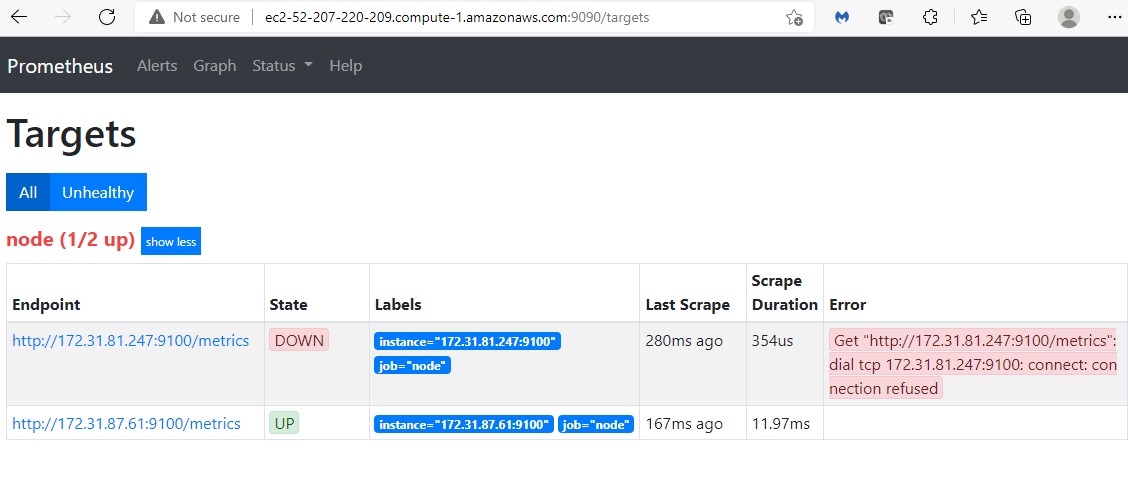 Not secure | ec2-52-207-220-209.compute-1.amazonaws.com:9090/targets
Prometheus Alerts Graph Status Help
Targets
All Unhealthy
node (1/2 up) show less
Endpoint State Labels Last Scrape Scrape Duration Error
http://172.31.81.247:9100/metrics DOWN instance="172.31.81.247:9100" 280ms ago 354us Get "http://172.31.81.247:9100/metrics":
job="node" dial tcp 172.31.81.247:9100: connect: con
nection refused
http://172.31.87.61:9100/metrics UP instance="172.31.87.61:9100" job="node" 167ms ago 11.97ms